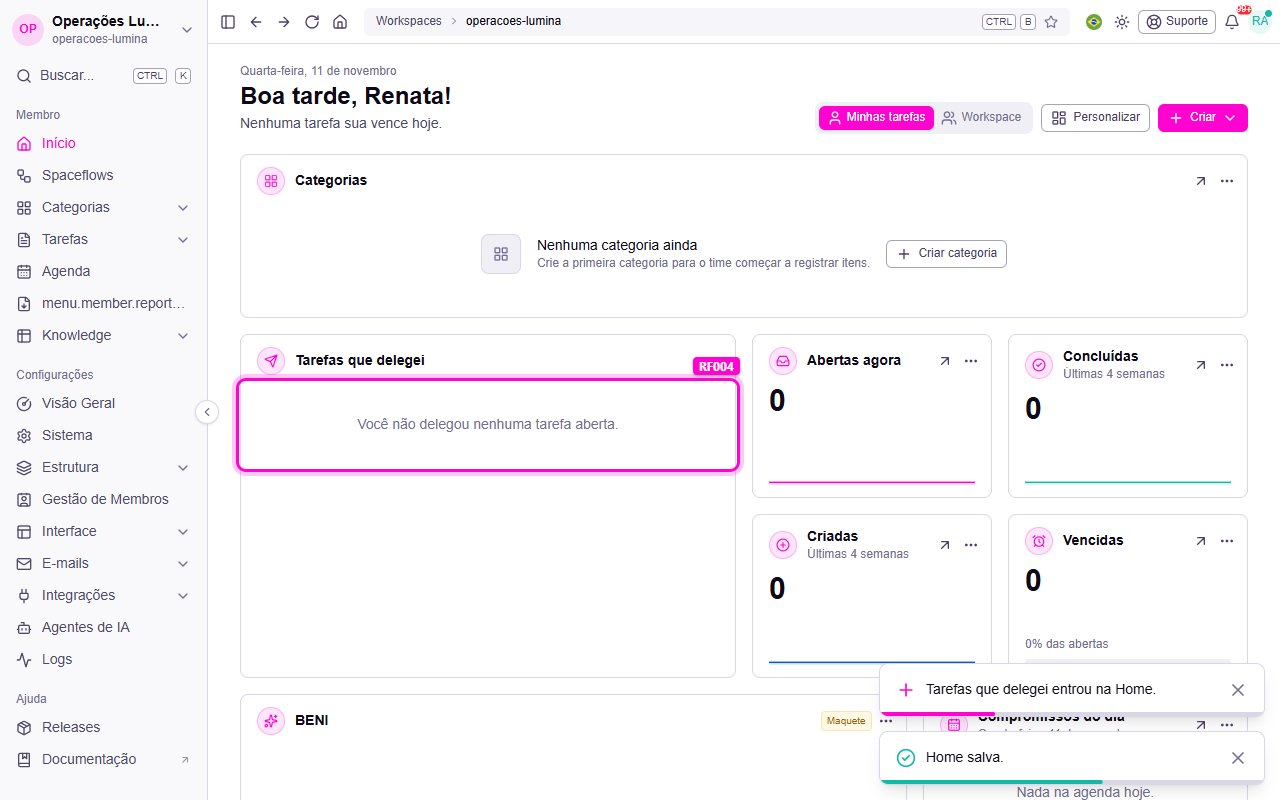 OP
Operações Lu...
operacoes-lumina
Buscar...
CTRL
K
Membro
Início
Spaceflows
Categorias
Tarefas
Agenda
menu.member.report...
Knowledge
Configurações
Visão Geral
Sistema
Estrutura
Gestão de Membros
Interface
E-mails
Integrações
Agentes de IA
Logs
Ajuda
Releases
Documentação
Workspaces
operacoes-lumina
CTRL
B
Suporte
99+
RA
Quarta-feira, 11 de novembro
Boa tarde, Renata!
Nenhuma tarefa sua vence hoje.
Minhas tarefas
Workspace
Personalizar
Criar
Categorias
Nenhuma categoria ainda
Crie a primeira categoria para o time começar a registrar itens.
Criar categoria
Tarefas que delegei
RF004
Você não delegou nenhuma tarefa aberta.
Abertas agora
0
Concluídas
Últimas 4 semanas
0
Criadas
Últimas 4 semanas
0
Vencidas
0
0% das abertas
BENI
Maquete
Compromissos do dia
Tarefas que delegei entrou na Home.
Home salva.
Nada na agenda hoje.